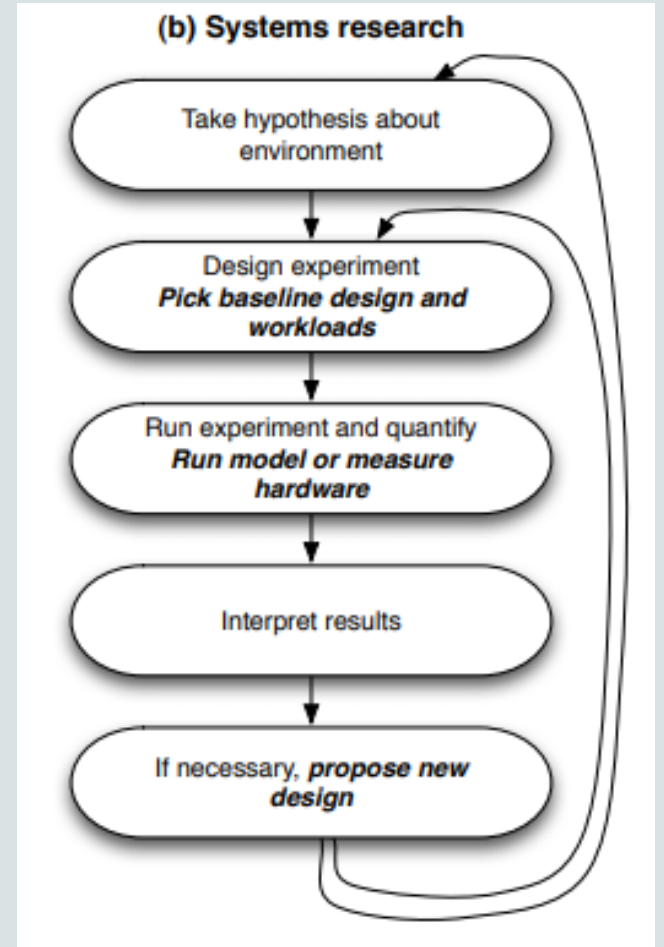 (b) Systems research
Take hypothesis about
environment
Design experiment
Pick baseline design and
workloads
Run experiment and quantify
Run model or measure
hardware
Interpret results
If necessary, propose new
design